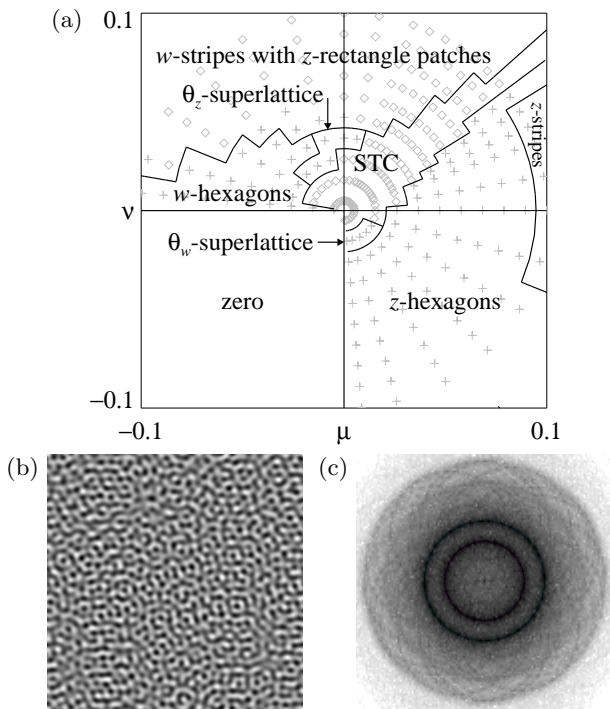 (a)
0.1
w-stripes with z-rectangle patches
θz-superlattice
z-stripes
STC
w-hexagons
ν
θw-superlattice
zero
z-hexagons
−0.1
−0.1
μ
0.1
(b)
(c)